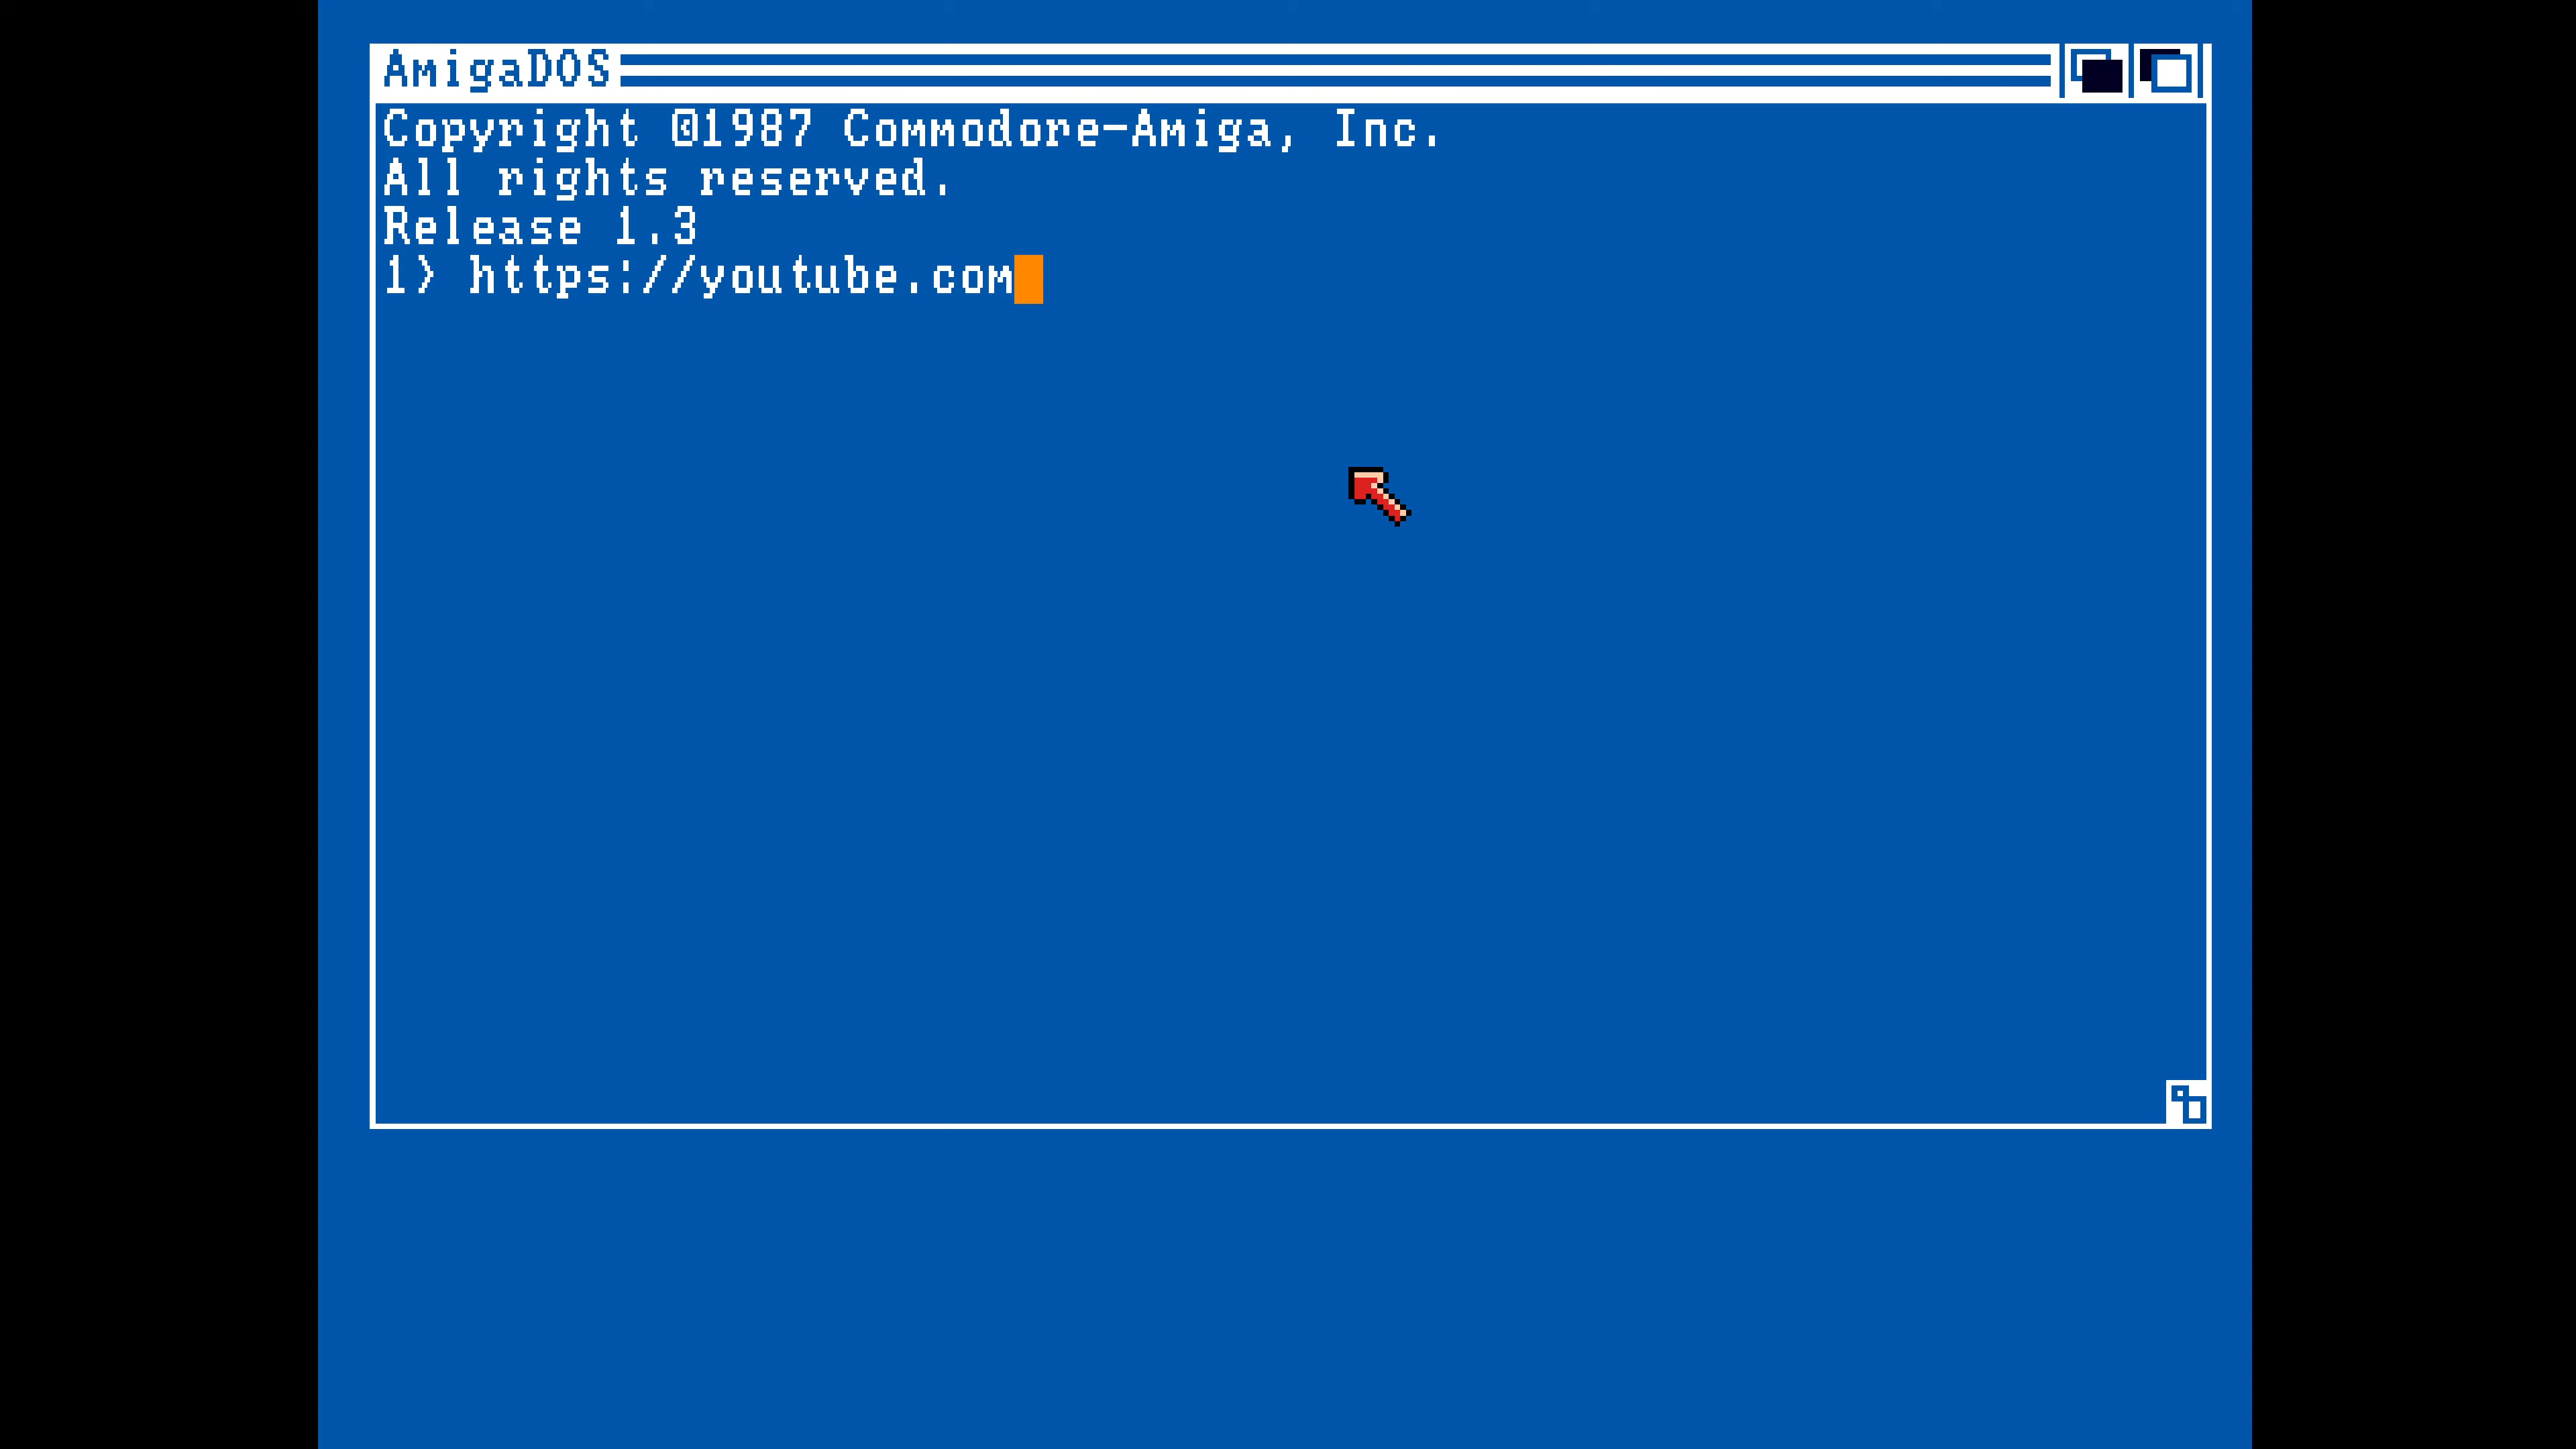 AmigaDOS
Copyright ©1987 Commodore-Amiga, Inc.
All rights reserved.
Release 1.3
1> https://youtube.com